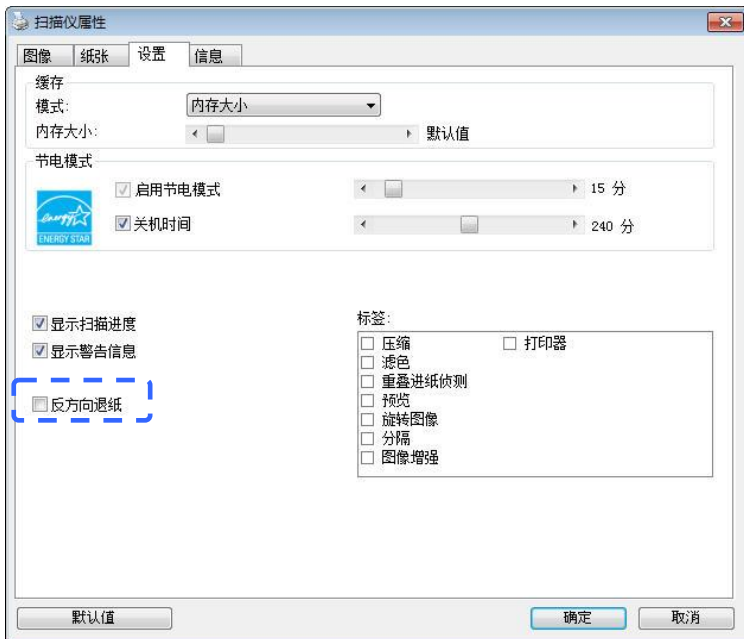 扫描仪属性
图像 纸张 设置 信息
缓存
模式: 内存大小
内存大小: 默认值
节电模式
启用节电模式 15 分
关机时间 240 分
energy
ENERGY STAR
显示扫描进度
显示警告信息
反方向退纸
标签:
压缩 打印器
滤色
重叠进纸侦测
预览
旋转图像
分隔
图像增强
默认值 确定 取消